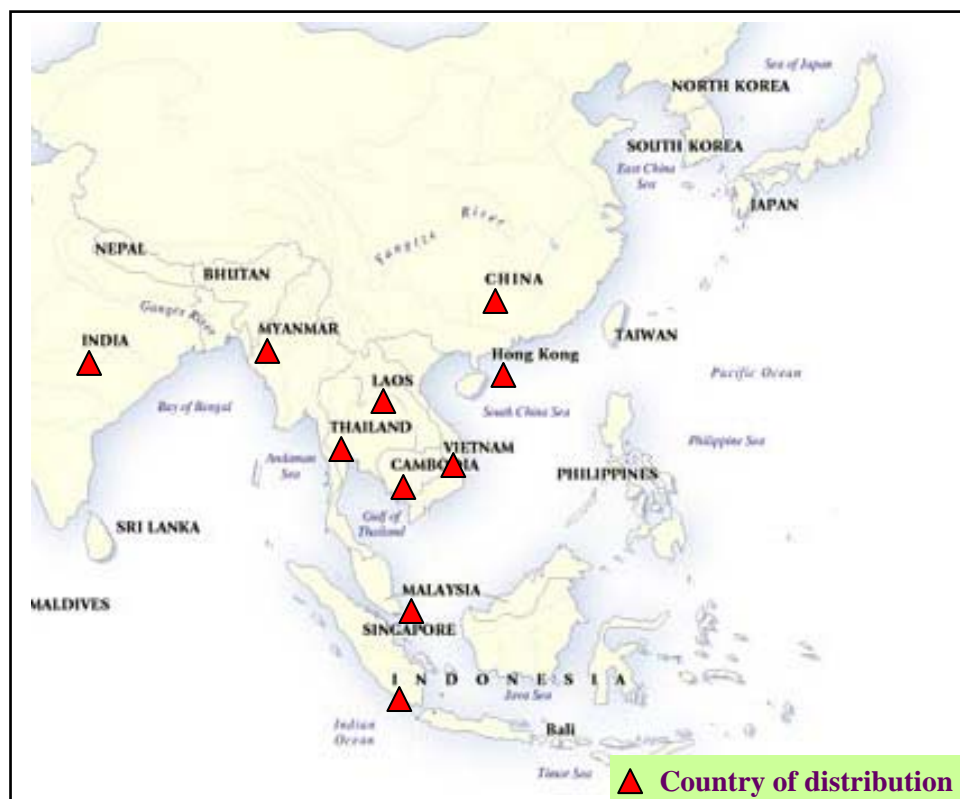 Sea of Japan
NORTH KOREA
SOUTH KOREA
East China
Sea
JAPAN
Yangtze River
NEPAL
BHUTAN
CHINA
Ganges River
INDIA
MYANMAR
TAIWAN
Hong Kong
LAOS
Pacific Ocean
Bay of Bengal
South China Sea
THAILAND
Philippine Sea
VIETNAM
Andaman
Sea
CAMBODIA
PHILIPPINES
Gulf of
Thailand
SRI LANKA
MALAYSIA
MALDIVES
SINGAPORE
INDONESIA
Java Sea
Indian
Ocean
Bali
Timor Sea
Country of distribution